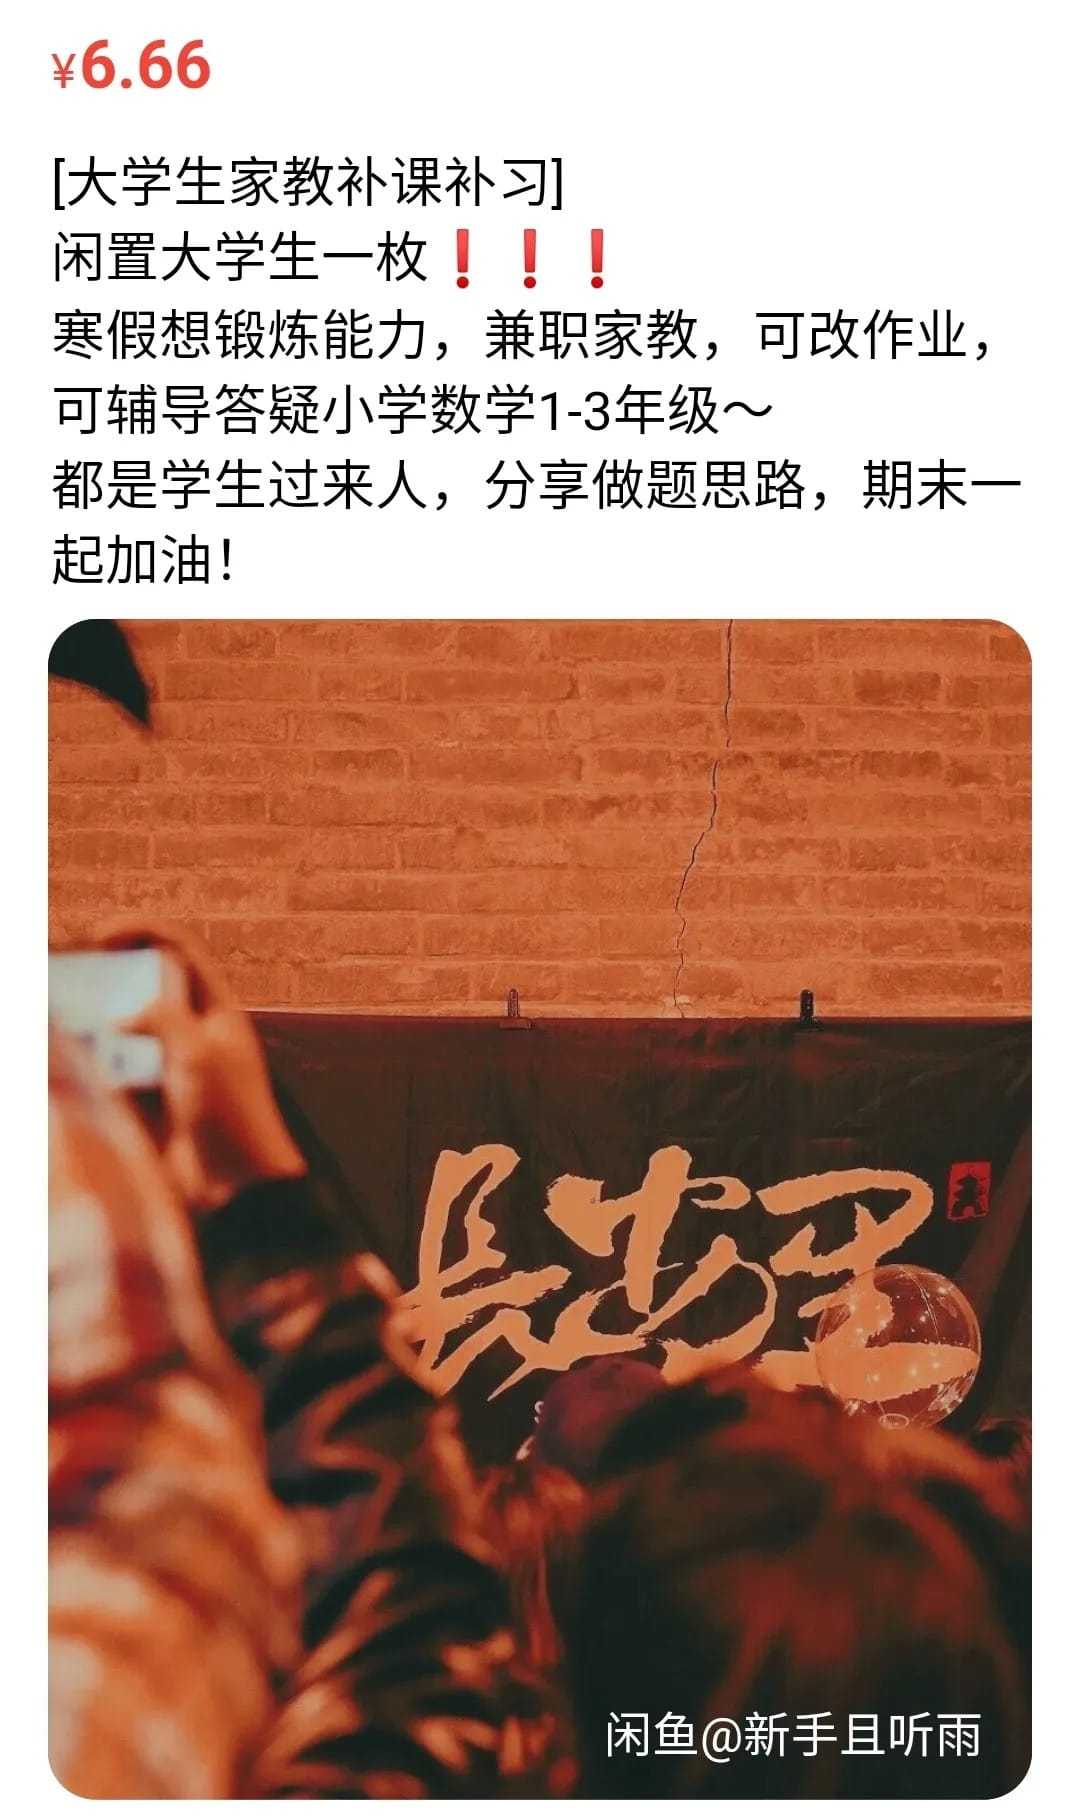 ¥6.66
[大学生家教补课补习]
闲置大学生一枚❗❗❗
寒假想锻炼能力，兼职家教，可改作业，
可辅导答疑小学数学1-3年级～
都是学生过来人，分享做题思路，期末一
起加油！
長安里
闲鱼@新手且听雨